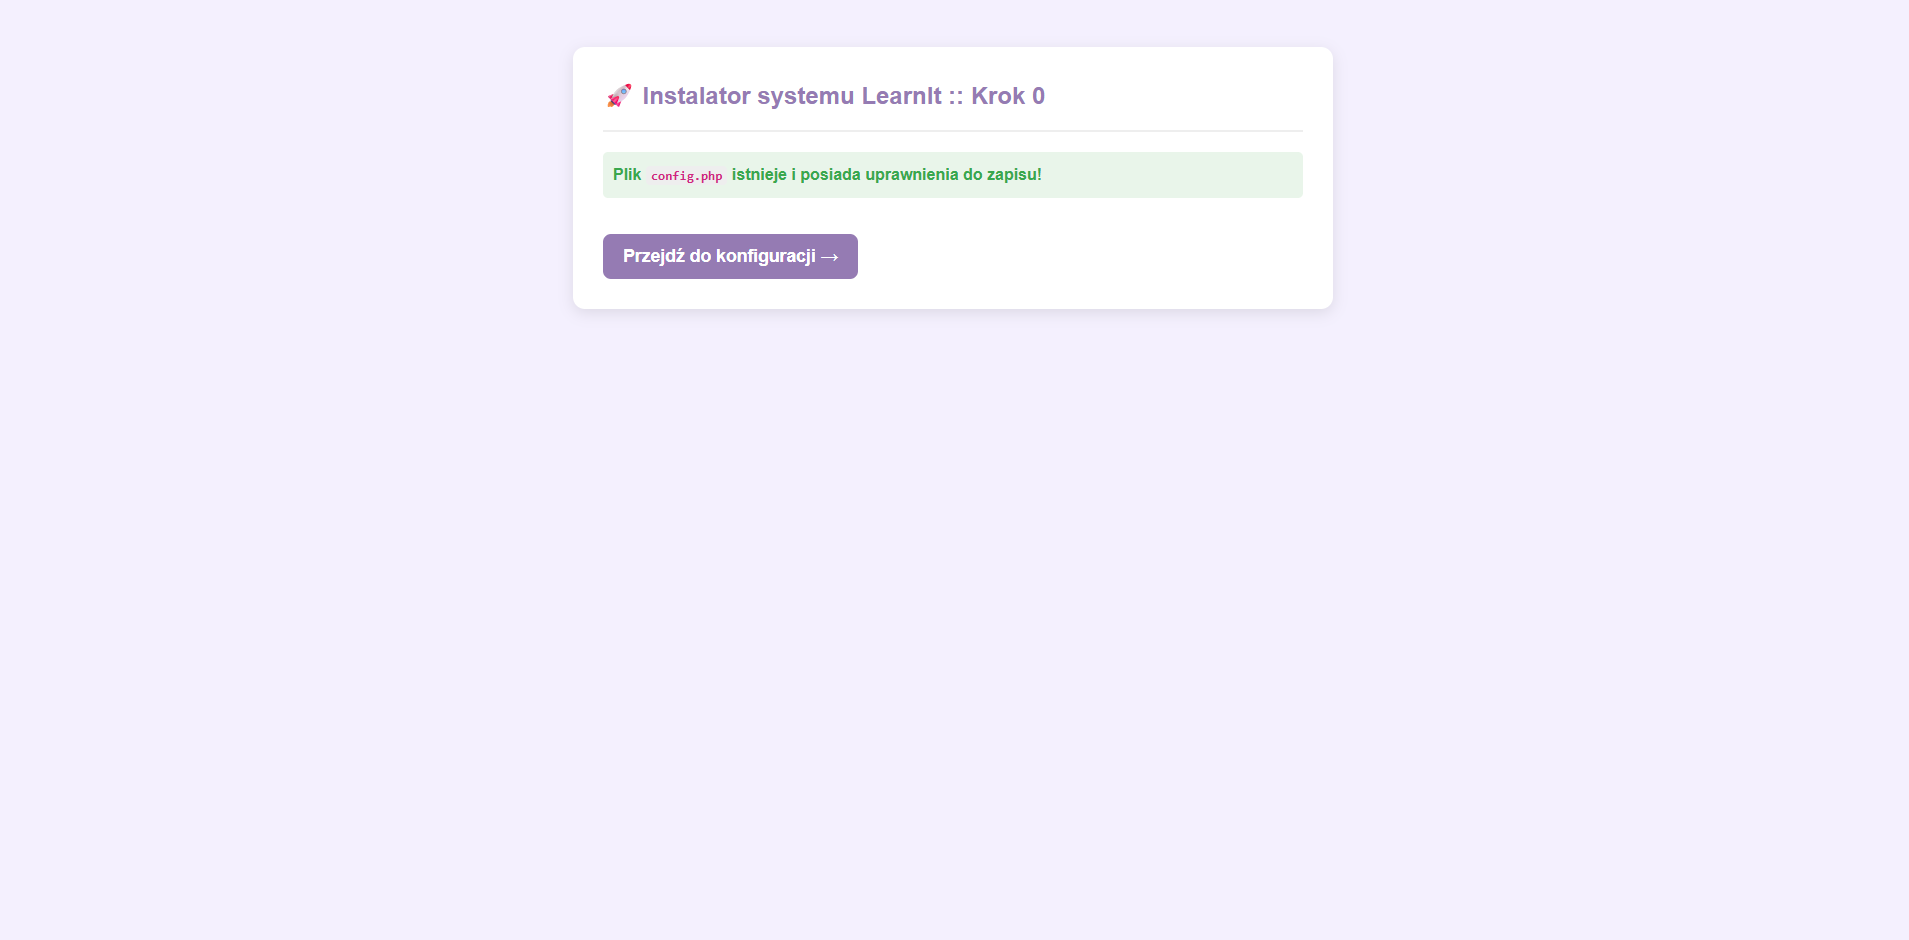 🚀 Instalator systemu LearnIt :: Krok 0
Plik config.php istnieje i posiada uprawnienia do zapisu!
Przejdź do konfiguracji →